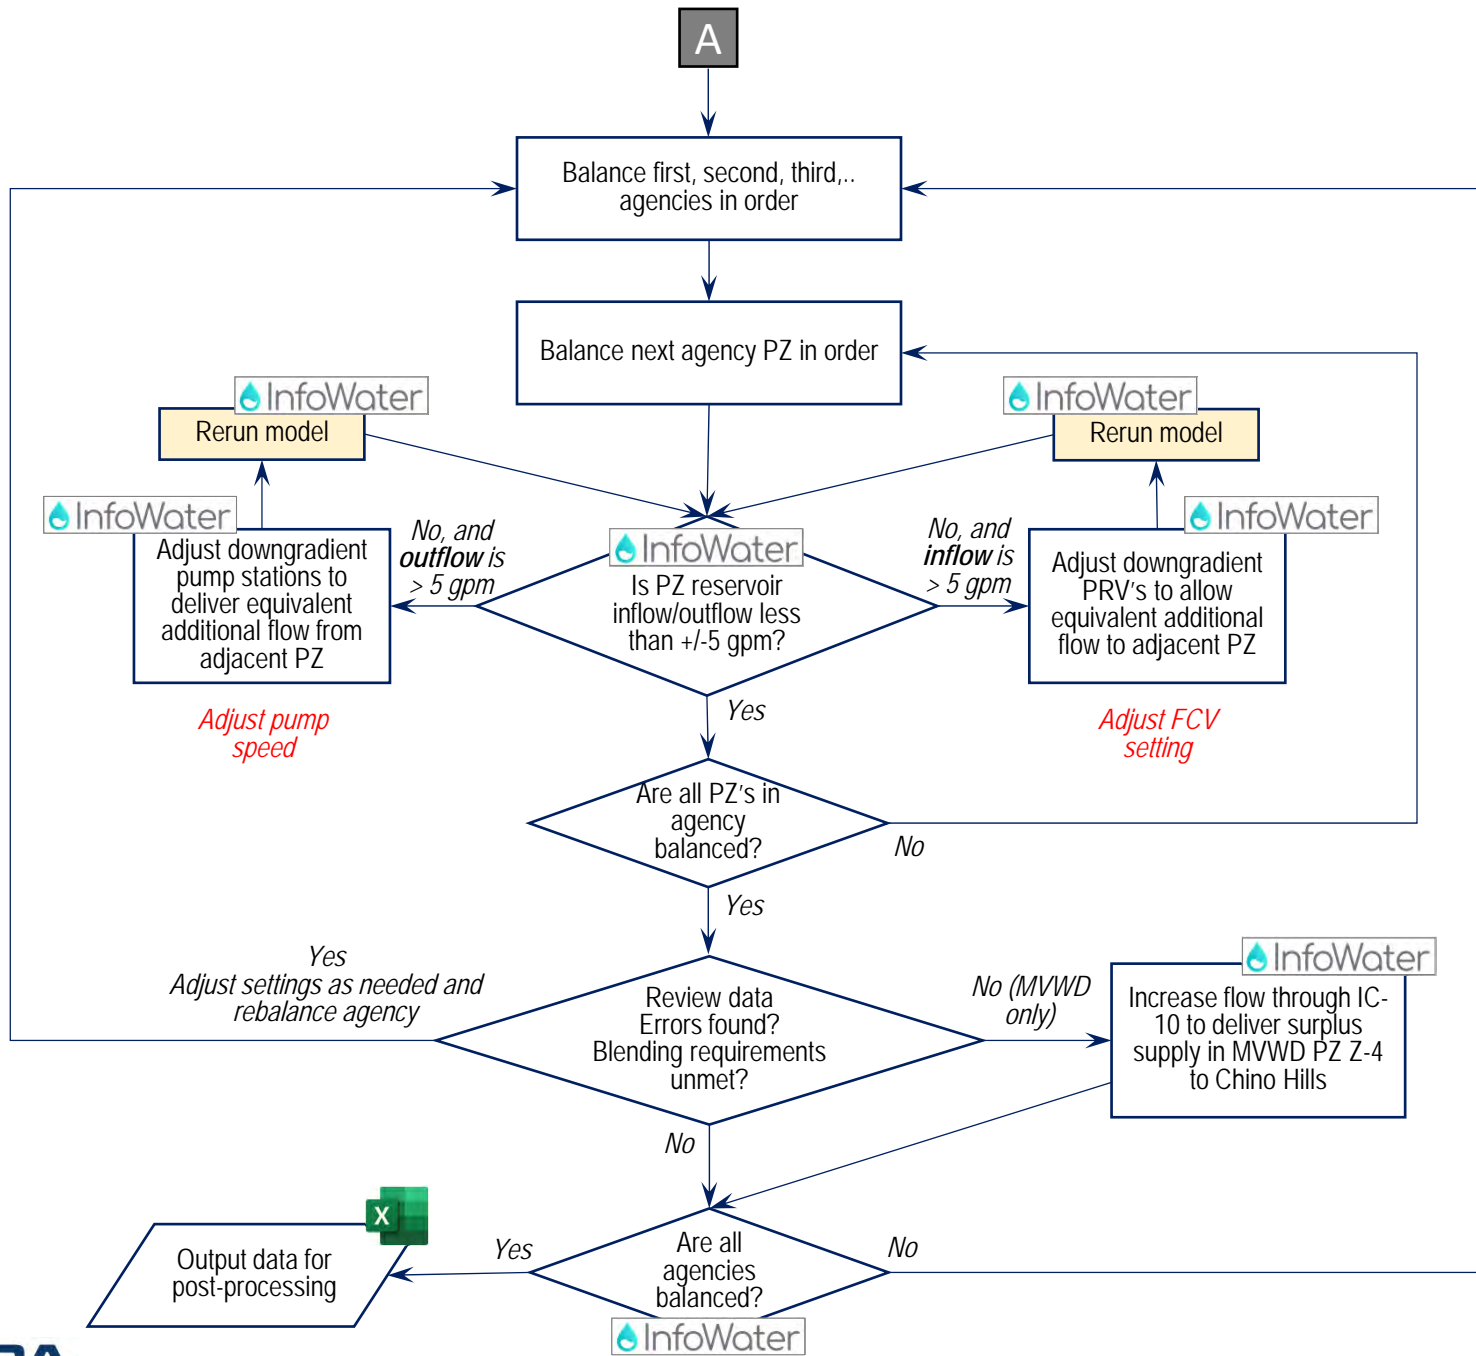 A
Balance first, second, third,..
agencies in order
Balance next agency PZ in order
InfoWater
Rerun model
InfoWater
Rerun model
InfoWater
Adjust downgradient
pump stations to
deliver equivalent
additional flow from
adjacent PZ
Adjust pump
speed
No, and
outflow is
> 5 gpm
InfoWater
Is PZ reservoir
inflow/outflow less
than +/-5 gpm?
No, and
inflow is
> 5 gpm
InfoWater
Adjust downgradient
PRV's to allow
equivalent additional
flow to adjacent PZ
Adjust FCV
setting
Yes
Are all PZ's in
agency
balanced?
No
Yes
Yes
Adjust settings as needed and
rebalance agency
Review data
Errors found?
Blending requirements
unmet?
No (MVWD
only)
InfoWater
Increase flow through IC-
10 to deliver surplus
supply in MVWD PZ Z-4
to Chino Hills
No
X
Output data for
post-processing
Yes
Are all
agencies
balanced?
No
InfoWater